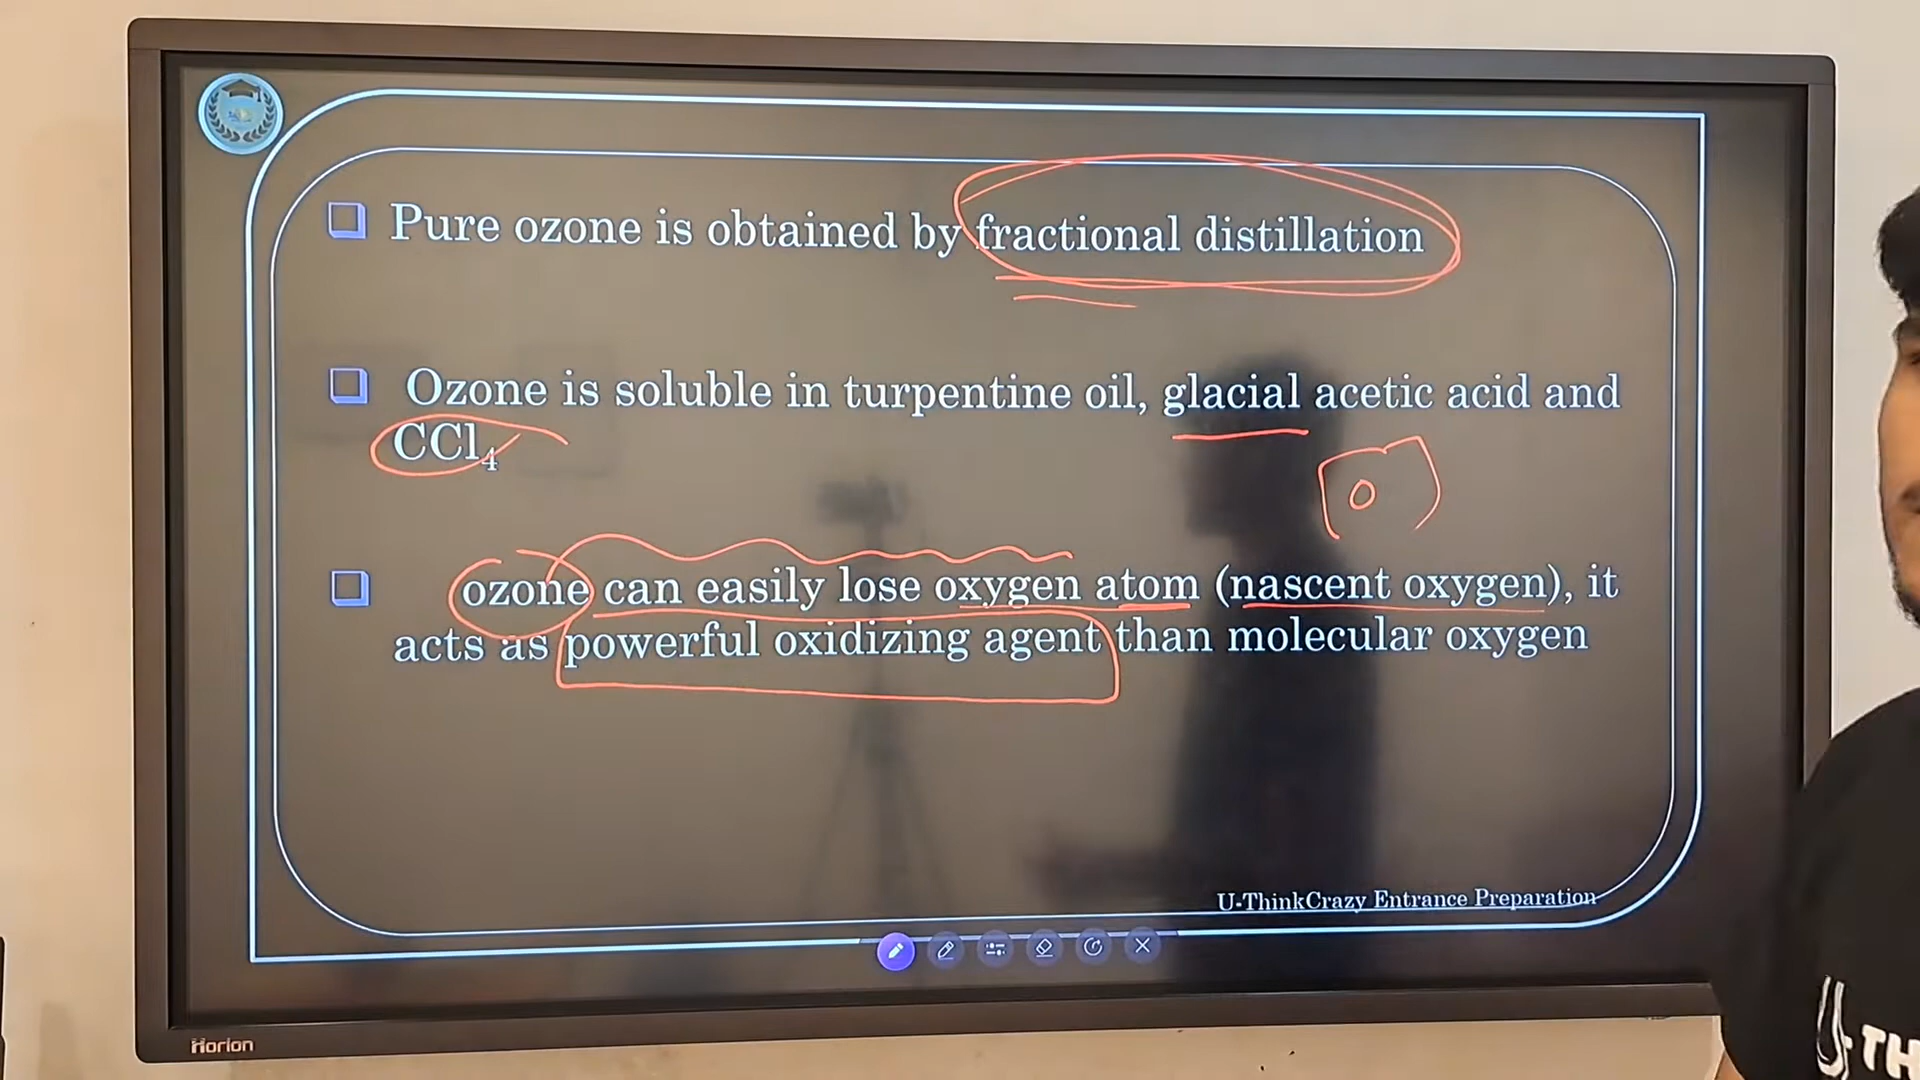 Pure ozone is obtained by fractional distillation
Ozone is soluble in turpentine oil, glacial acetic acid and
CCl₄
[O]
ozone can easily lose oxygen atom (nascent oxygen), it
acts as powerful oxidizing agent than molecular oxygen
U-ThinkCrazy Entrance Preparation
Horion
TH